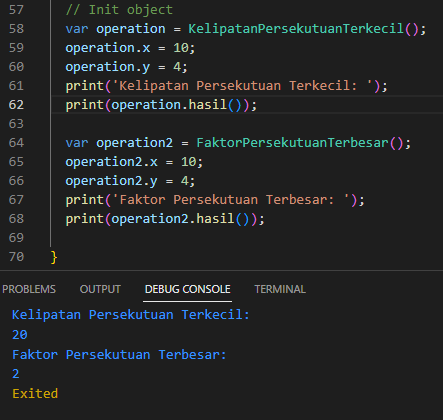 57 // Init object
58 var operation = KelipatanPersekutuanTerkecil();
59 operation.x = 10;
60 operation.y = 4;
61 print('Kelipatan Persekutuan Terkecil: ');
62 print(operation.hasil());
63
64 var operation2 = FaktorPersekutuanTerbesar();
65 operation2.x = 10;
66 operation2.y = 4;
67 print('Faktor Persekutuan Terbesar: ');
68 print(operation2.hasil());
69
70 }
PROBLEMS OUTPUT DEBUG CONSOLE TERMINAL
Kelipatan Persekutuan Terkecil:
20
Faktor Persekutuan Terbesar:
2
Exited